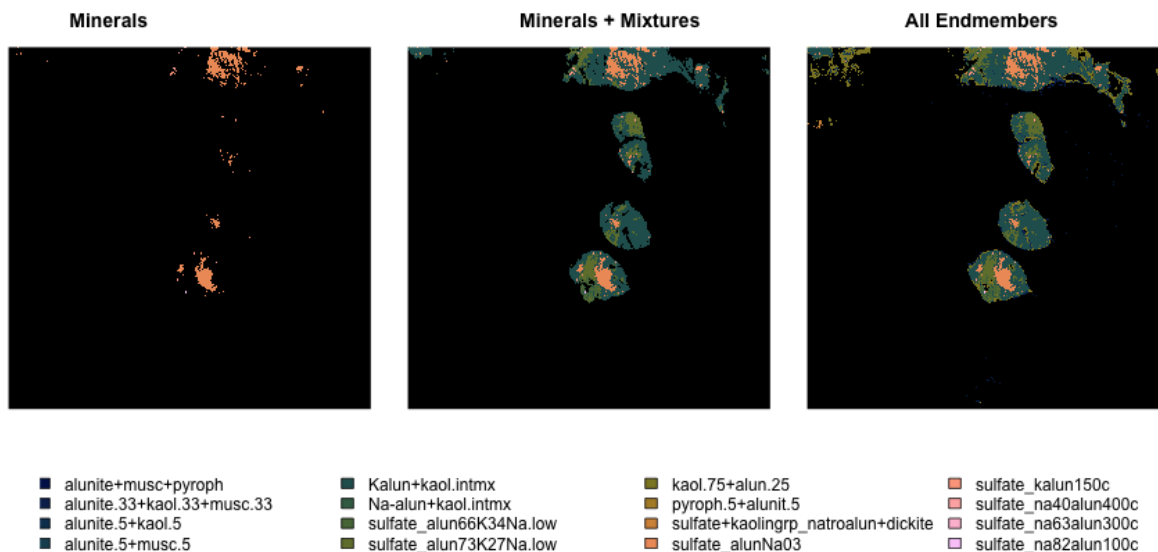 Minerals Minerals + Mixtures All Endmembers
alunite+musc+pyroph Kalun+kaol.intmx kaol.75+alun.25 sulfate_kalun150c
alunite.33+kaol.33+musc.33 Na-alun+kaol.intmx pyroph.5+alunit.5 sulfate_na40alun400c
alunite.5+kaol.5 sulfate_alun66K34Na.low sulfate+kaolingrp_natroalun+dickite sulfate_na63alun300c
alunite.5+musc.5 sulfate_alun73K27Na.low sulfate_alunNa03 sulfate_na82alun100c